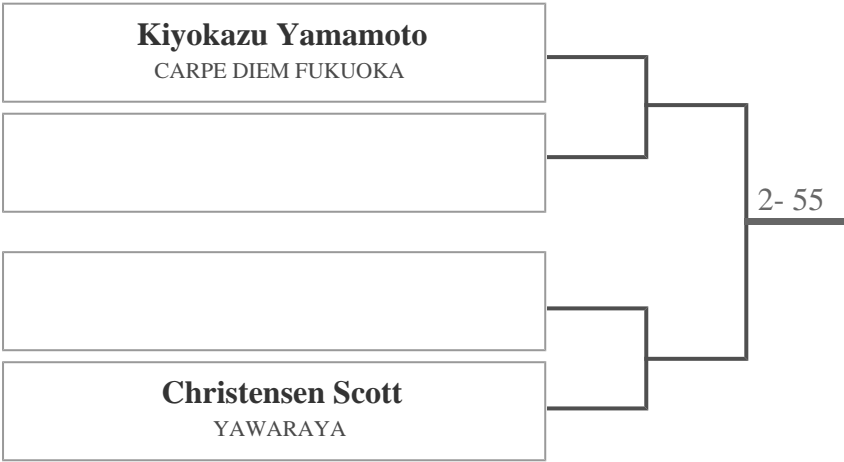 Kiyokazu Yamamoto
CARPE DIEM FUKUOKA
2- 55
Christensen Scott
YAWARAYA